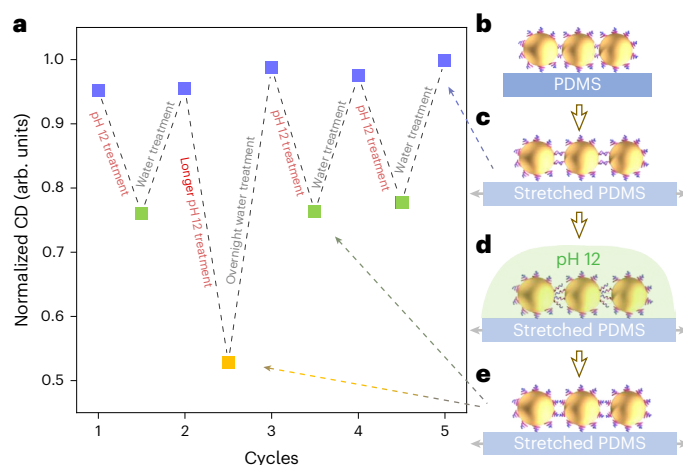 a
Normalized CD (arb. units)
1.0
0.9
0.8
0.7
0.6
0.5
1
2
3
4
5
Cycles
pH 12 treatment
Water treatment
Longer pH 12 treatment
Overnight water treatment
pH 12 treatment
Water treatment
pH 12 treatment
Water treatment
b
PDMS
c
Stretched PDMS
d
pH 12
Stretched PDMS
e
Stretched PDMS